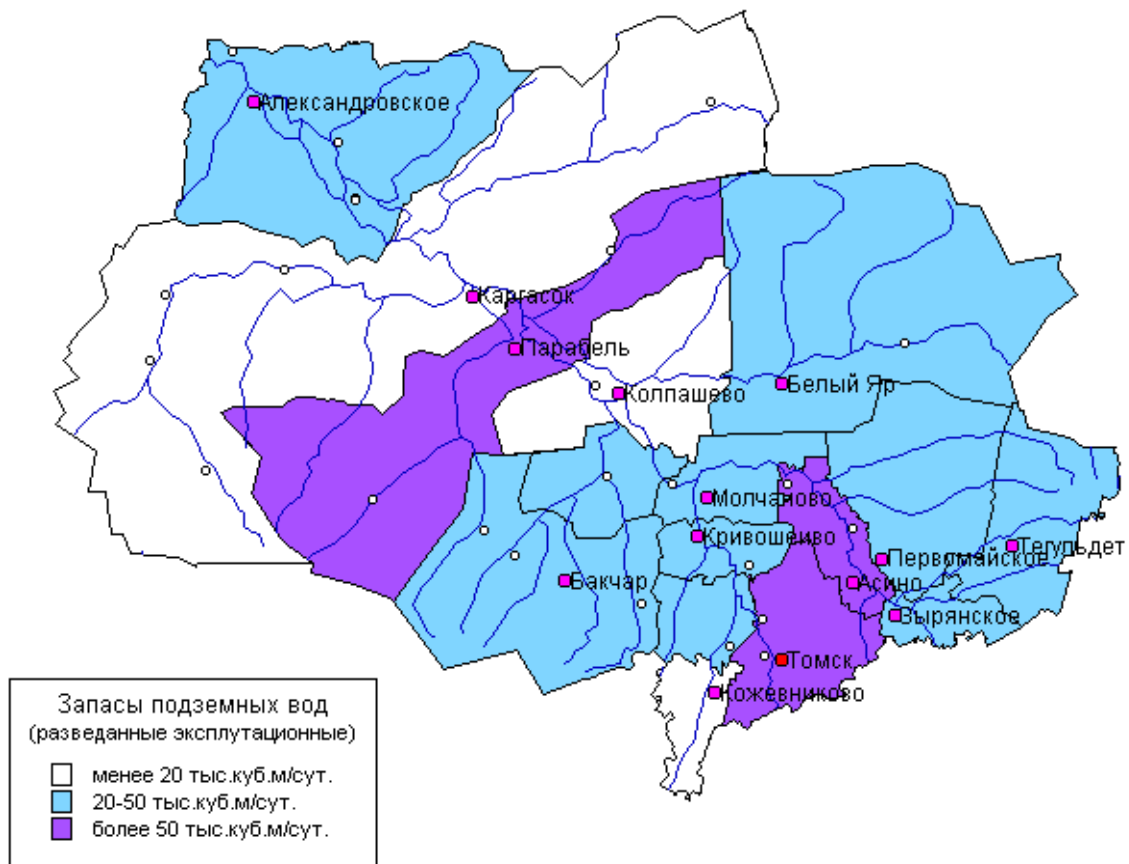 Александровское
Каргасок
Парабель
Колпашево
Белый Яр
Молчаново
Кривошеиво
Первомайское
Тегульдет
Бакчар
Асино
Зырянское
Томск
Кожевниково
Запасы подземных вод
(разведанные эксплутационные)
менее 20 тыс.куб.м/сут.
20-50 тыс.куб.м/сут.
более 50 тыс.куб.м/сут.